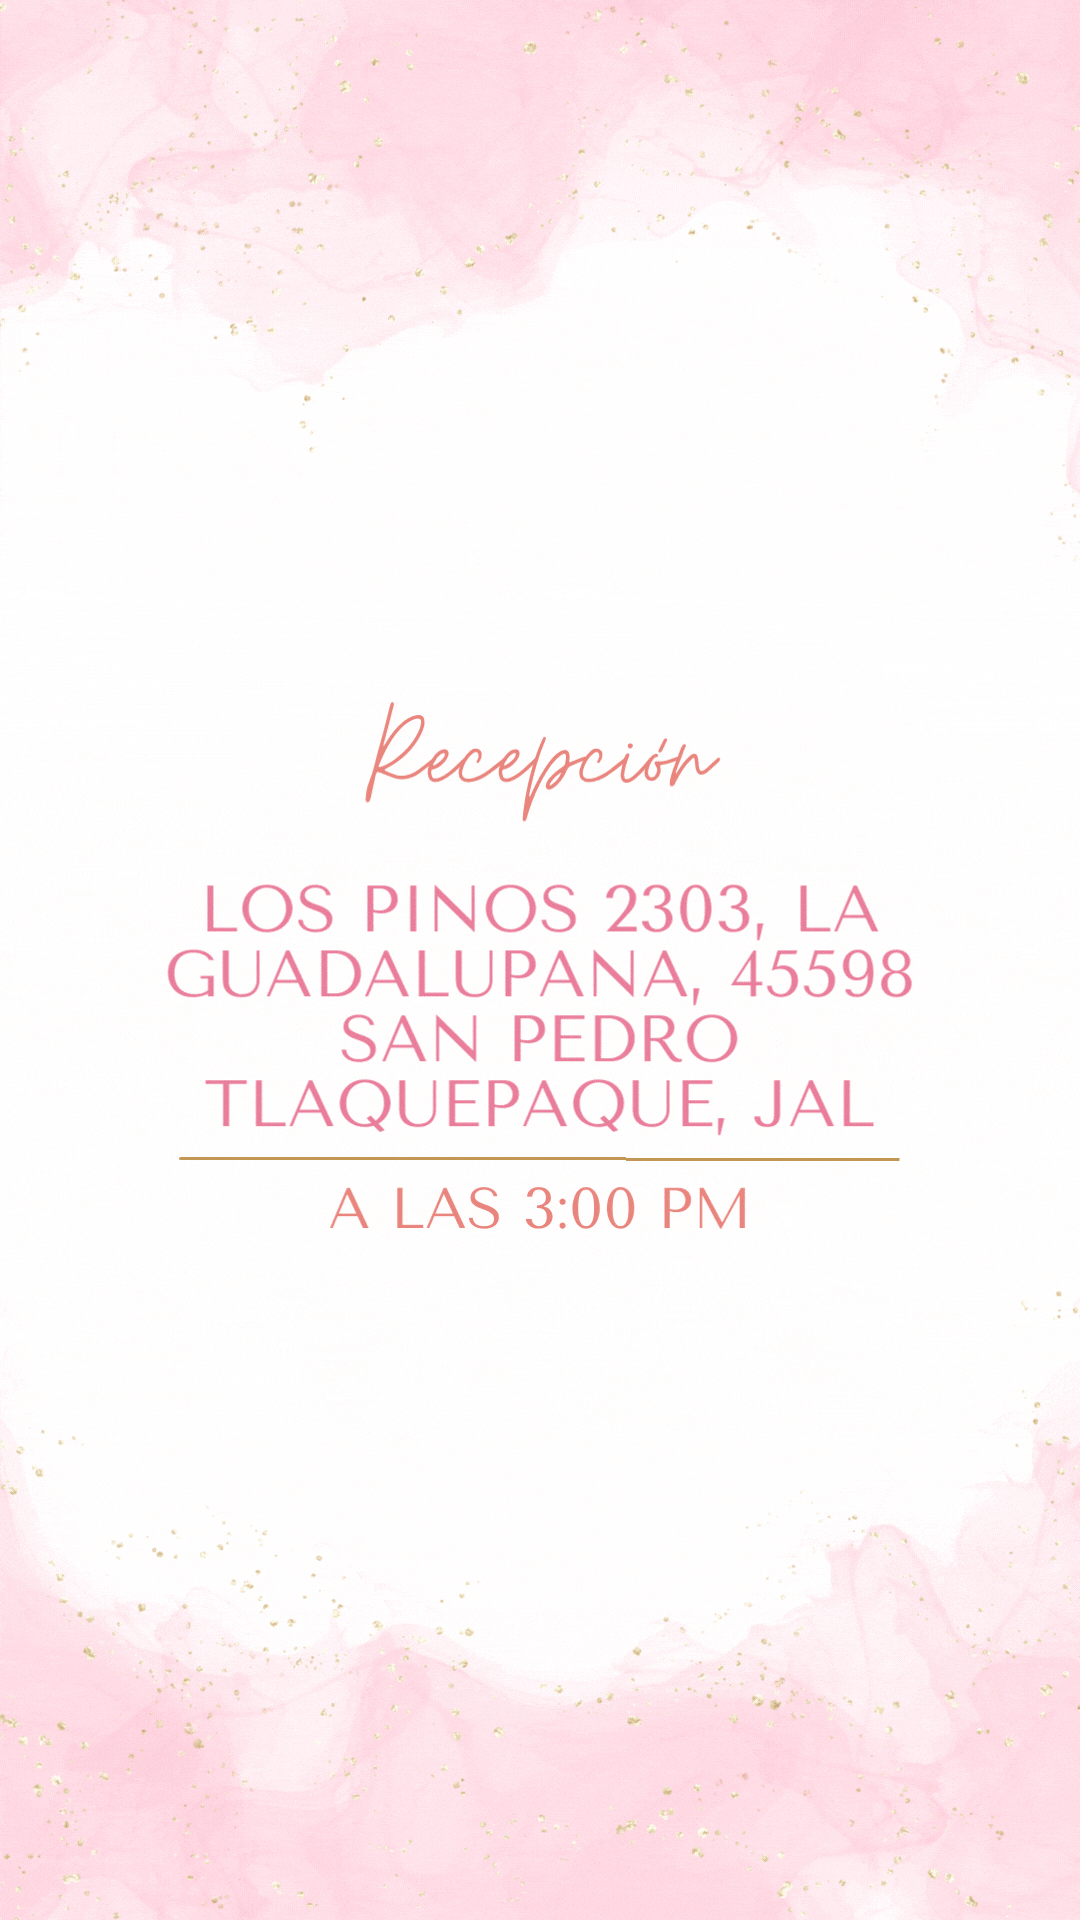 Recepción
LOS PINOS 2303, LA
GUADALUPANA, 45598
SAN PEDRO
TLAQUEPAQUE, JAL
A LAS 3:00 PM